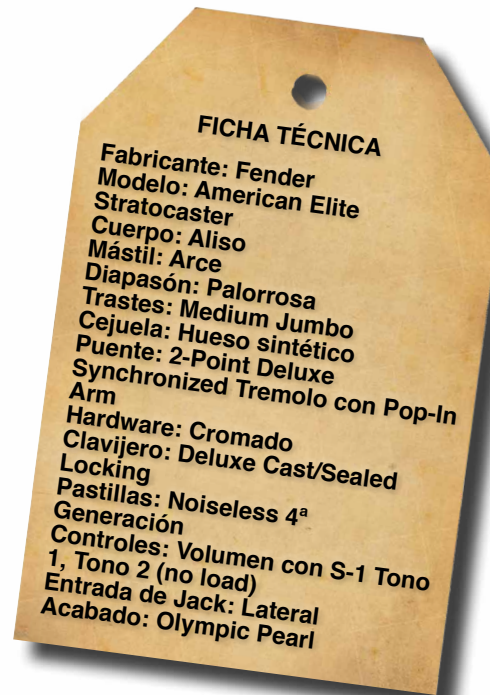 FICHA TÉCNICA
Fabricante: Fender
Modelo: American Elite
Stratocaster
Cuerpo: Aliso
Mástil: Arce
Diapasón: Palorrosa
Trastes: Medium Jumbo
Cejuela: Hueso sintético
Puente: 2-Point Deluxe
Synchronized Tremolo con Pop-In
Arm
Hardware: Cromado
Clavijero: Deluxe Cast/Sealed
Locking
Pastillas: Noiseless 4ª
Generación
Controles: Volumen con S-1 Tono
1, Tono 2 (no load)
Entrada de Jack: Lateral
Acabado: Olympic Pearl